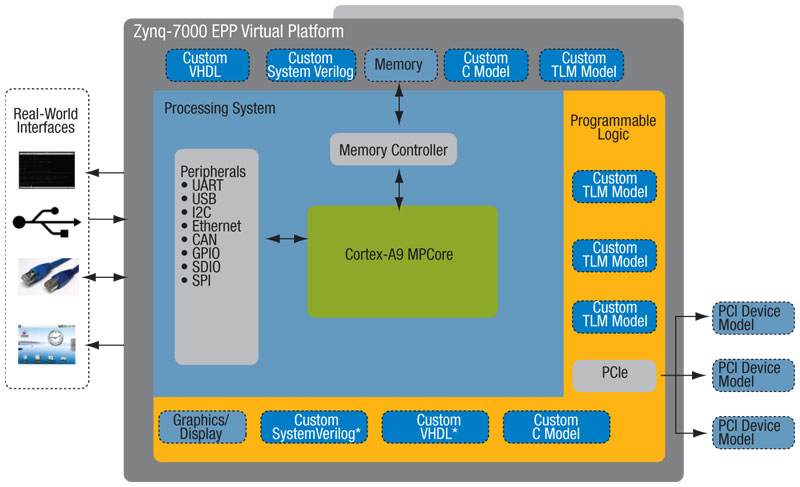 Zynq-7000 EPP Virtual Platform
Custom
VHDL
Custom
System Verilog
Memory
Custom
C Model
Custom
TLM Model
Real-World
Interfaces
Processing System
Memory Controller
Peripherals
• UART
• USB
• I2C
• Ethernet
• CAN
• GPIO
• SDIO
• SPI
Cortex-A9 MPCore
Programmable
Logic
Custom
TLM Model
Custom
TLM Model
Custom
TLM Model
PCIe
PCI Device
Model
PCI Device
Model
PCI Device
Model
Graphics/
Display
Custom
SystemVerilog*
Custom
VHDL*
Custom
C Model